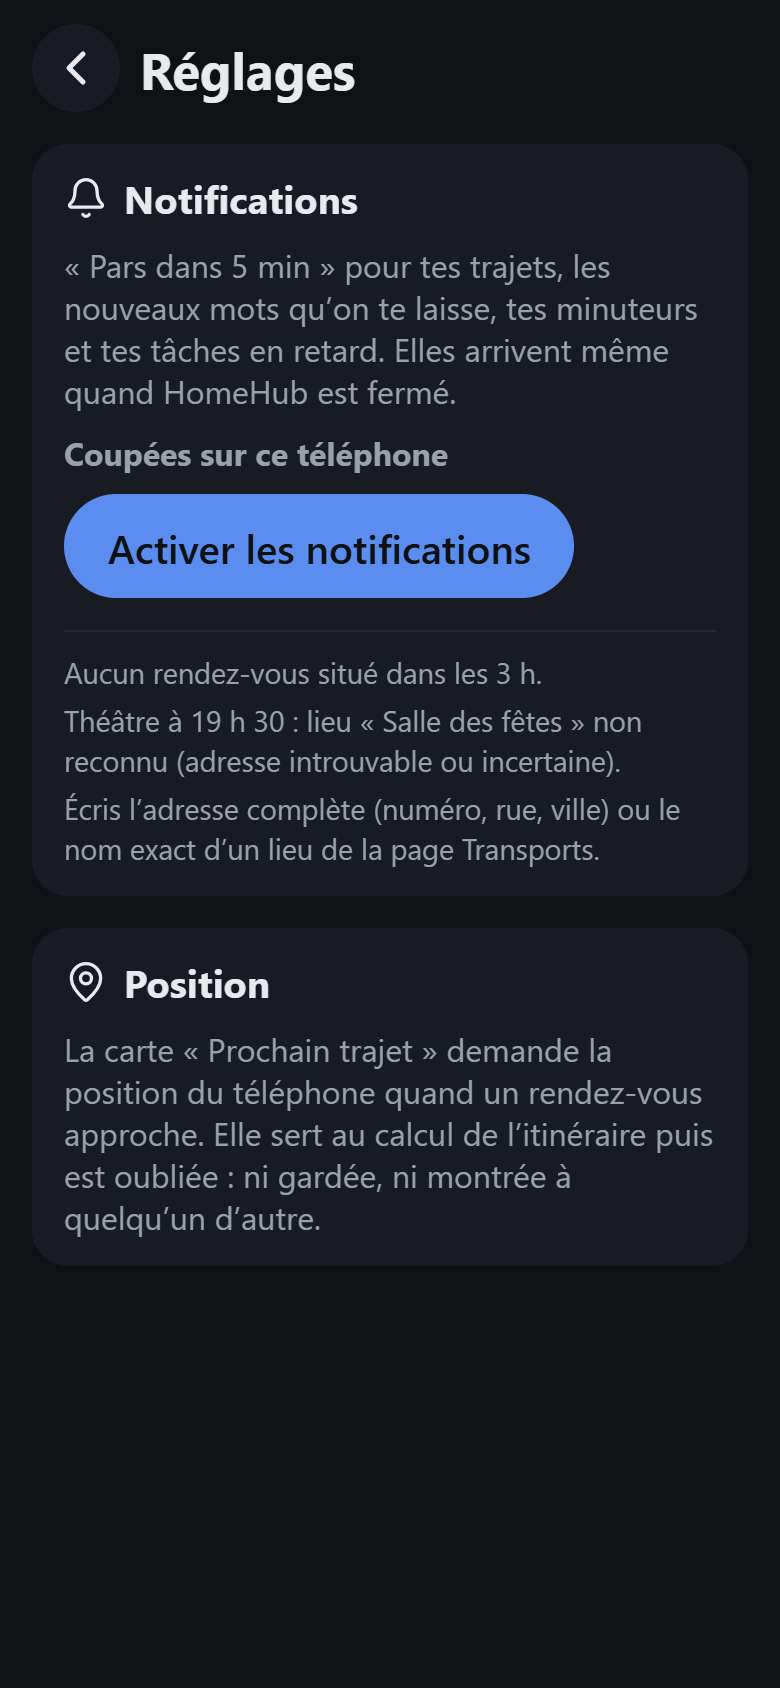 Réglages
Notifications
« Pars dans 5 min » pour tes trajets, les
nouveaux mots qu’on te laisse, tes minuteurs
et tes tâches en retard. Elles arrivent même
quand HomeHub est fermé.
Coupées sur ce téléphone
Activer les notifications
Aucun rendez-vous situé dans les 3 h.
Théâtre à 19 h 30 : lieu « Salle des fêtes » non
reconnu (adresse introuvable ou incertaine).
Écris l’adresse complète (numéro, rue, ville) ou le
nom exact d’un lieu de la page Transports.
Position
La carte « Prochain trajet » demande la
position du téléphone quand un rendez-vous
approche. Elle sert au calcul de l’itinéraire puis
est oubliée : ni gardée, ni montrée à
quelqu’un d’autre.